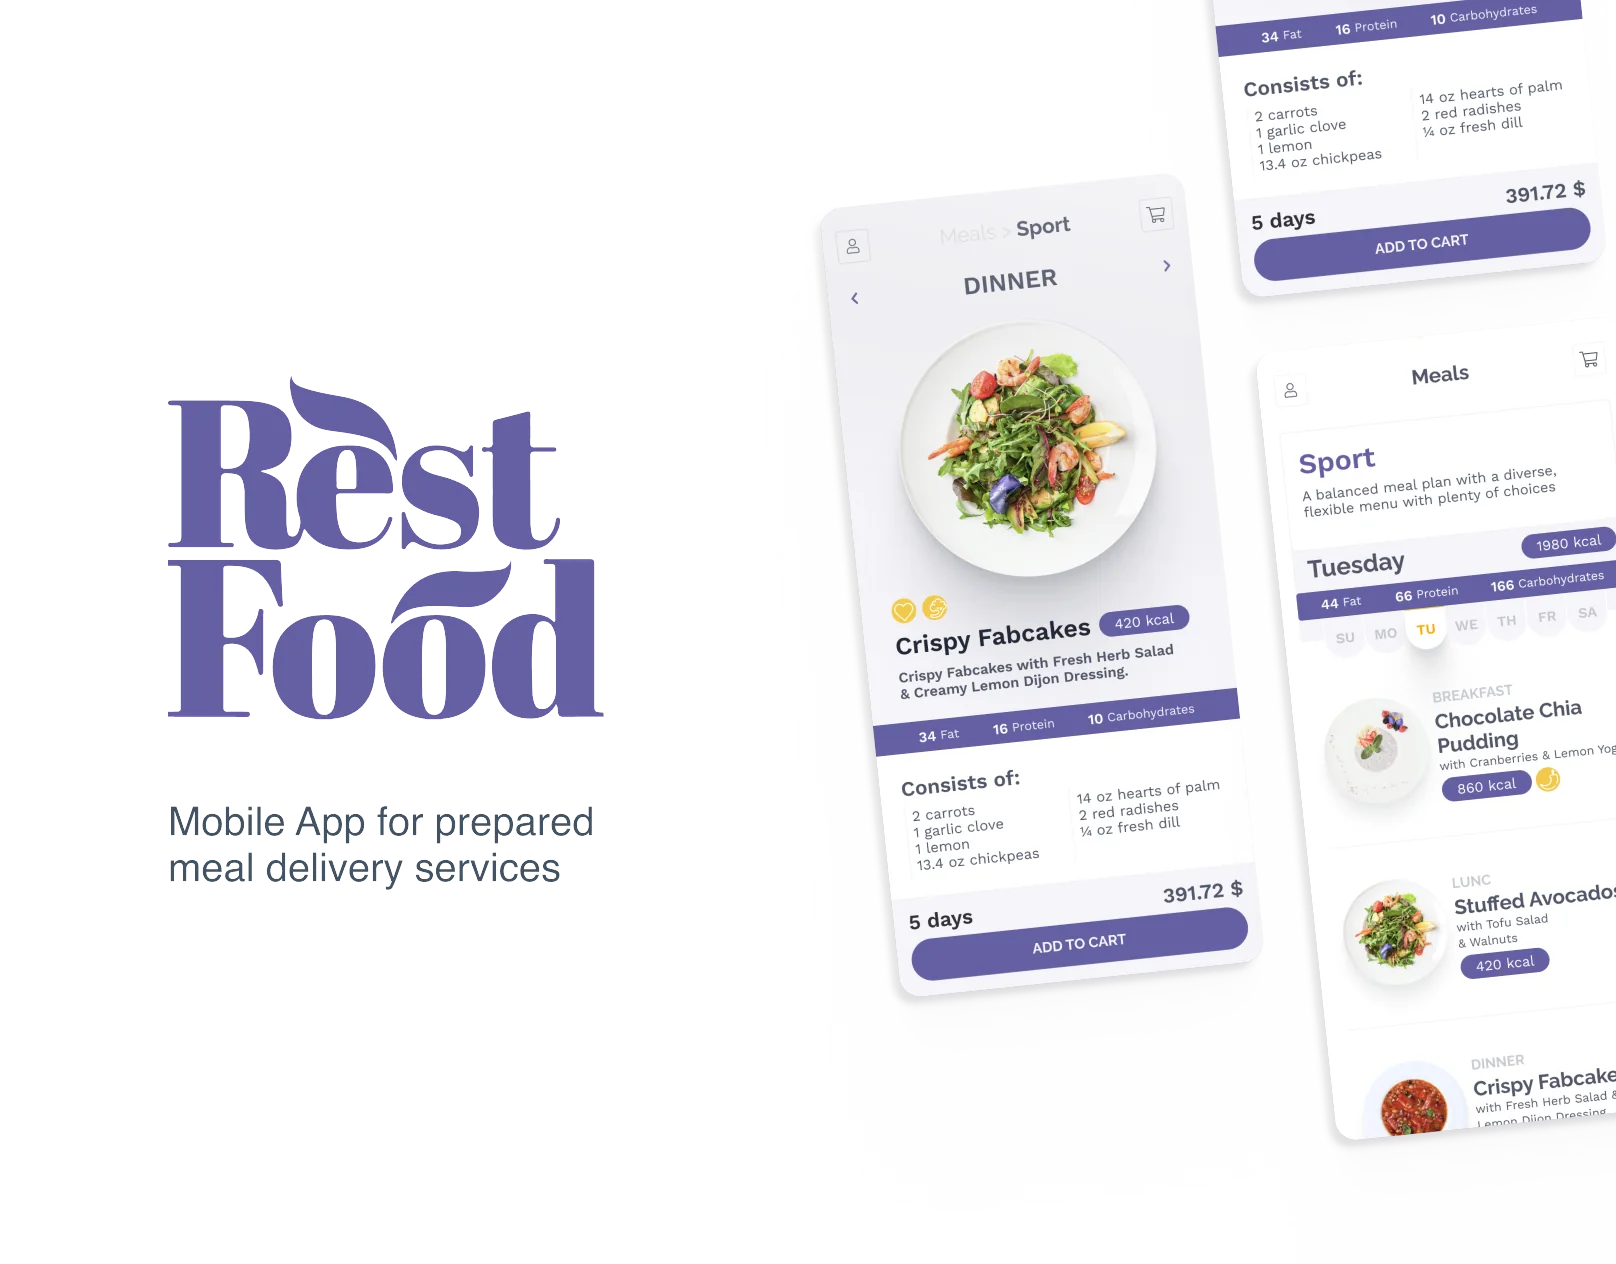 Rest
Food
Mobile App for prepared
meal delivery services
Meals > Sport
DINNER
Crispy Fabcakes
420 kcal
Crispy Fabcakes with Fresh Herb Salad
& Creamy Lemon Dijon Dressing.
34 Fat 16 Protein 10 Carbohydrates
Consists of:
2 carrots
1 garlic clove
1 lemon
13.4 oz chickpeas
14 oz hearts of palm
2 red radishes
¼ oz fresh dill
5 days
391.72 $
ADD TO CART
34 Fat 16 Protein 10 Carbohydrates
Consists of:
2 carrots
1 garlic clove
1 lemon
13.4 oz chickpeas
14 oz hearts of palm
2 red radishes
¼ oz fresh dill
5 days
391.72 $
ADD TO CART
Meals
Sport
A balanced meal plan with a diverse,
flexible menu with plenty of choices
Tuesday
1980 kcal
44 Fat 66 Protein 166 Carbohydrates
SU MO TU WE TH FR SA
BREAKFAST
Chocolate Chia
Pudding
with Cranberries & Lemon Yog
860 kcal
LUNC
Stuffed Avocados
with Tofu Salad
& Walnuts
420 kcal
DINNER
Crispy Fabcake
with Fresh Herb Salad &
Lemon Dijon Dressing